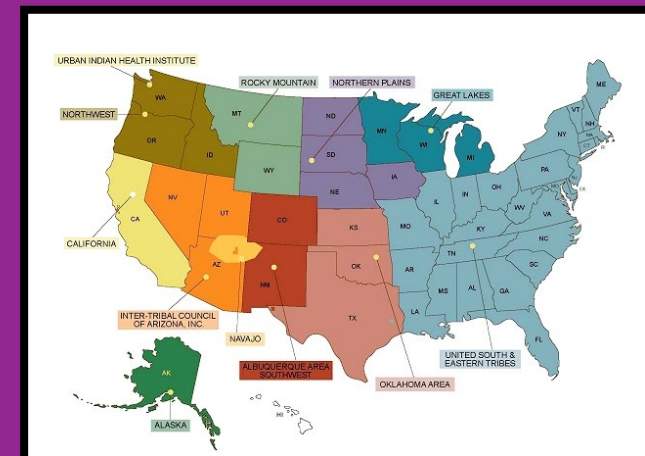 URBAN INDIAN HEALTH INSTITUTE
ROCKY MOUNTAIN
NORTHERN PLAINS
GREAT LAKES
NORTHWEST
CALIFORNIA
INTER-TRIBAL COUNCIL
OF ARIZONA, INC.
NAVAJO
ALBUQUERQUE AREA
SOUTHWEST
OKLAHOMA AREA
UNITED SOUTH &
EASTERN TRIBES
ALASKA
WA
OR
ID
MT
WY
ND
SD
NE
IA
MN
WI
MI
CA
NV
UT
AZ
CO
NM
KS
OK
TX
MO
AR
LA
IL
IN
OH
KY
TN
MS
AL
GA
FL
SC
NC
VA
WV
PA
NY
VT
NH
ME
AK
HI